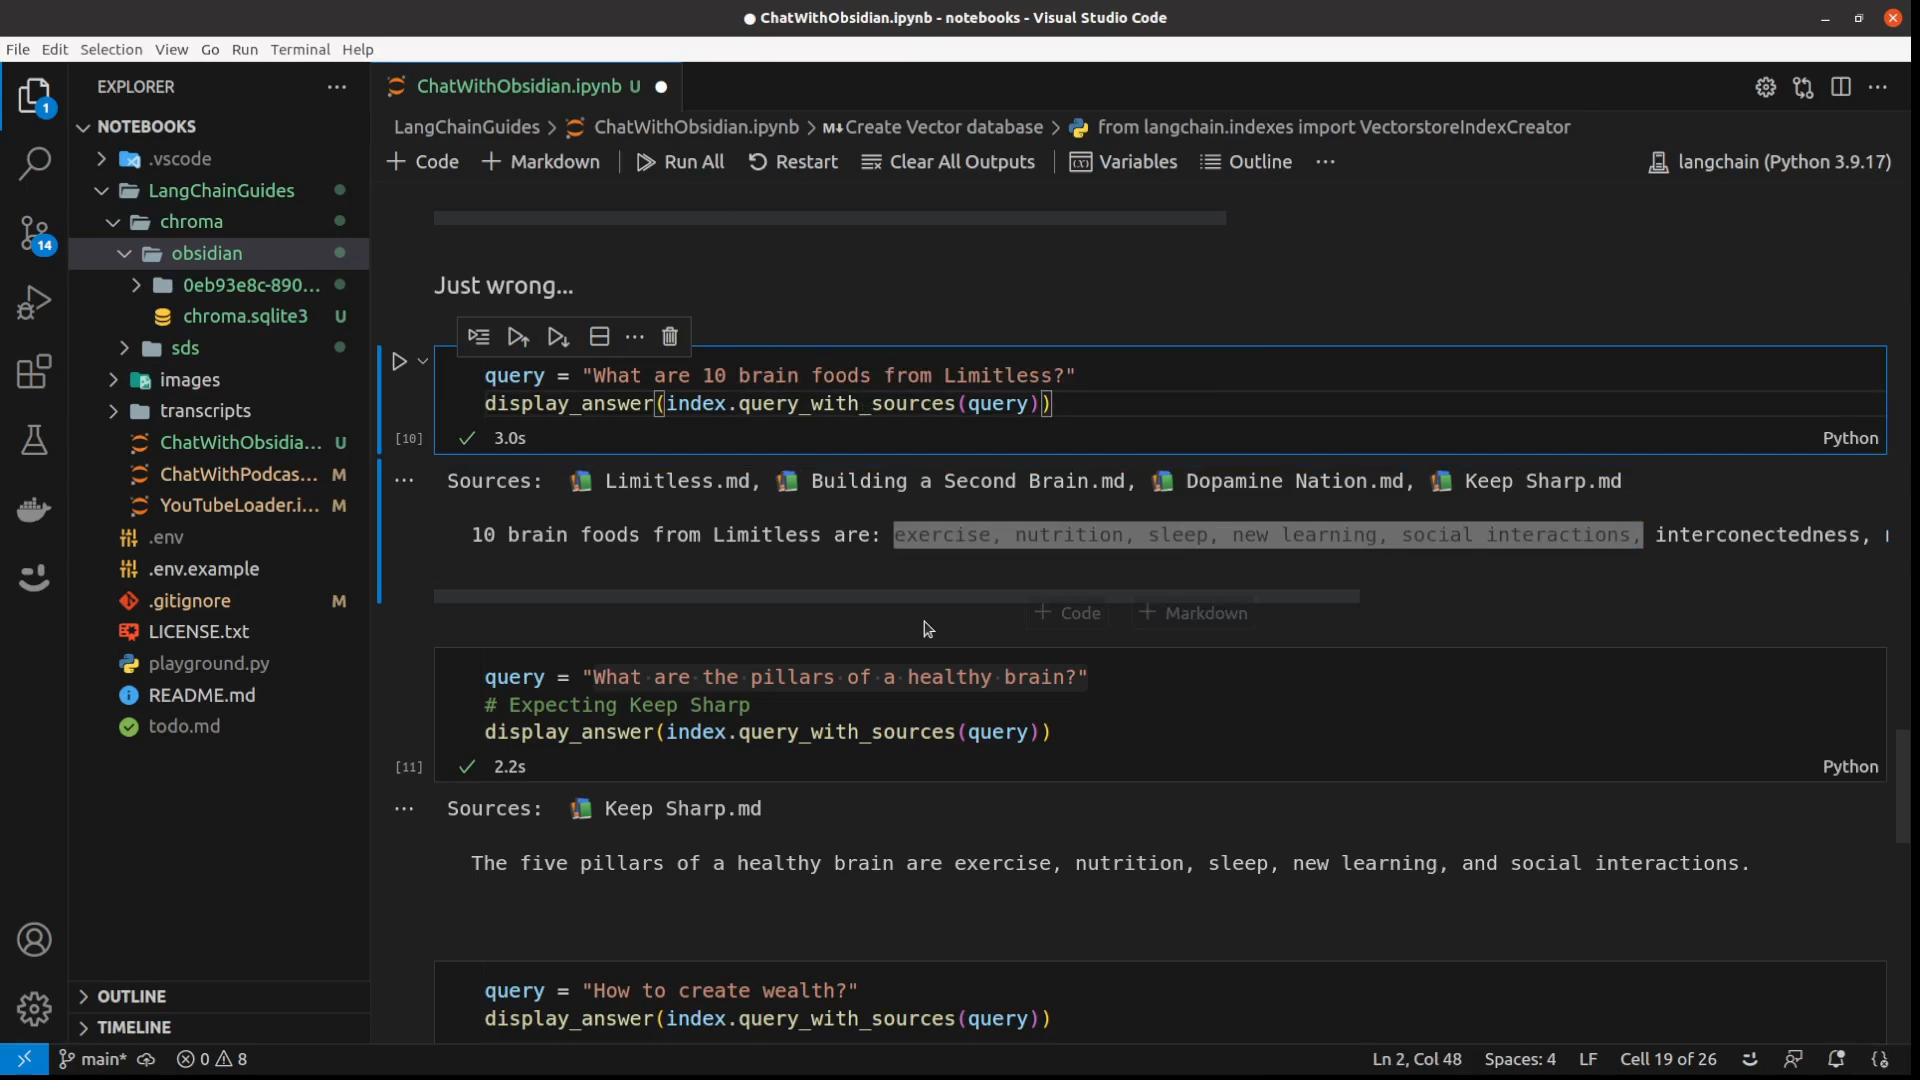 ChatWithObsidian.ipynb - notebooks - Visual Studio Code
File Edit Selection View Go Run Terminal Help
1
14
EXPLORER
NOTEBOOKS
.vscode
LangChainGuides
chroma
obsidian
0eb93e8c-890...
chroma.sqlite3 U
sds
images
transcripts
ChatWithObsidia... U
ChatWithPodcas... M
YouTubeLoader.i... M
.env
.env.example
.gitignore M
LICENSE.txt
playground.py
README.md
todo.md
OUTLINE
TIMELINE
ChatWithObsidian.ipynb U
LangChainGuides > ChatWithObsidian.ipynb > M↓Create Vector database > from langchain.indexes import VectorstoreIndexCreator
+ Code + Markdown Run All Restart Clear All Outputs Variables Outline ... langchain (Python 3.9.17)
Just wrong...
query = "What are 10 brain foods from Limitless?"
display_answer(index.query_with_sources(query))
[10] ✓ 3.0s Python
... Sources: 📚 Limitless.md, 📚 Building a Second Brain.md, 📚 Dopamine Nation.md, 📚 Keep Sharp.md
10 brain foods from Limitless are: exercise, nutrition, sleep, new learning, social interactions, interconectedness,
+ Code + Markdown
query = "What are the pillars of a healthy brain?"
# Expecting Keep Sharp
display_answer(index.query_with_sources(query))
[11] ✓ 2.2s Python
... Sources: 📚 Keep Sharp.md
The five pillars of a healthy brain are exercise, nutrition, sleep, new learning, and social interactions.
query = "How to create wealth?"
display_answer(index.query_with_sources(query))
main* 0 8 Ln 2, Col 48 Spaces: 4 LF Cell 19 of 26